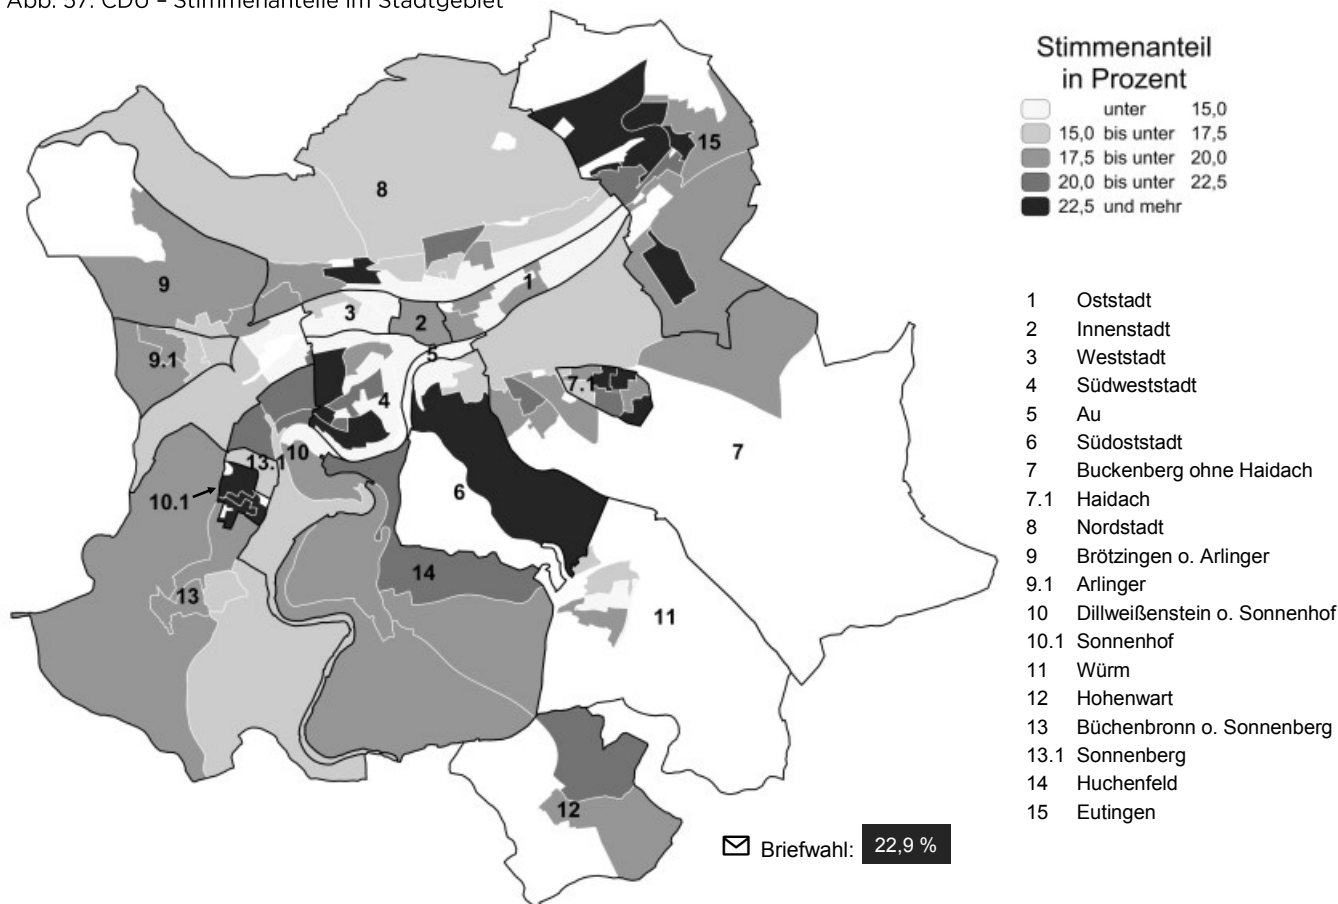 Abb. 57: CDU – Stimmenanteile im Stadtgebiet
Stimmenanteil
in Prozent
unter 15,0
15,0 bis unter 17,5
17,5 bis unter 20,0
20,0 bis unter 22,5
22,5 und mehr
1 Oststadt
2 Innenstadt
3 Weststadt
4 Südweststadt
5 Au
6 Südoststadt
7 Buckenberg ohne Haidach
7.1 Haidach
8 Nordstadt
9 Brötzingen o. Arlinger
9.1 Arlinger
10 Dillweißenstein o. Sonnenhof
10.1 Sonnenhof
11 Würm
12 Hohenwart
13 Büchenbronn o. Sonnenberg
13.1 Sonnenberg
14 Huchenfeld
15 Eutingen
15
8
9
1
3
2
5
9.1
7.1
4
10
13.1
7
6
10.1
14
13
11
12
Briefwahl: 22,9 %